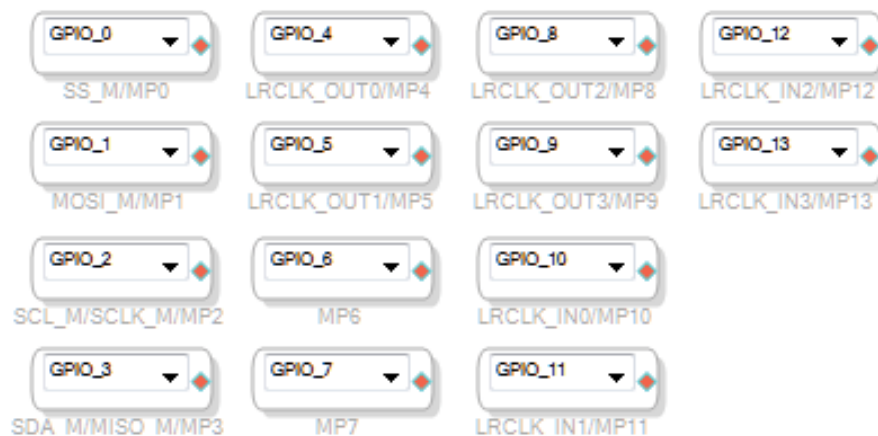 GPIO_0 GPIO_4 GPIO_8 GPIO_12
SS_M/MP0 LRCLK_OUT0/MP4 LRCLK_OUT2/MP8 LRCLK_IN2/MP12
GPIO_1 GPIO_5 GPIO_9 GPIO_13
MOSI_M/MP1 LRCLK_OUT1/MP5 LRCLK_OUT3/MP9 LRCLK_IN3/MP13
GPIO_2 GPIO_6 GPIO_10
SCL_M/SCLK_M/MP2 MP6 LRCLK_IN0/MP10
GPIO_3 GPIO_7 GPIO_11
SDA_M/MISO_M/MP3 MP7 LRCLK_IN1/MP11